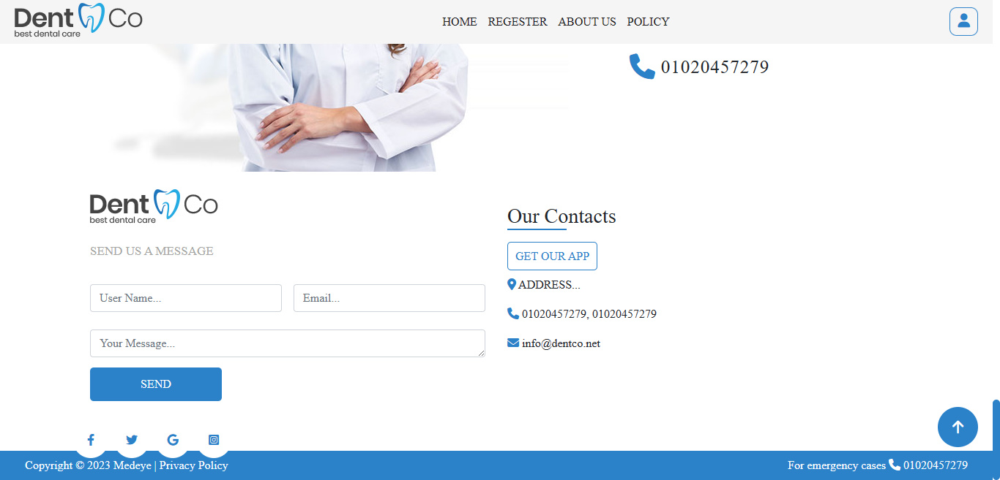 Dent Co
best dental care
HOME REGESTER ABOUT US POLICY
01020457279
Dent Co
best dental care
SEND US A MESSAGE
User Name... Email...
Your Message...
SEND
Our Contacts
GET OUR APP
ADDRESS...
01020457279, 01020457279
info@dentco.net
Copyright © 2023 Medeye | Privacy Policy
For emergency cases 01020457279